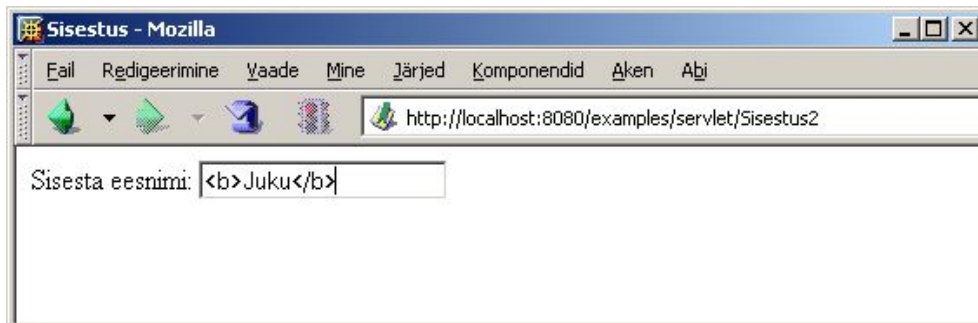 Sisestus - Mozilla
Fail Redigeerimine Vaade Mine Järjed Komponendid Aken Abi
http://localhost:8080/examples/servlet/Sisestus2
Sisesta eesnimi: <b>Juku</b>